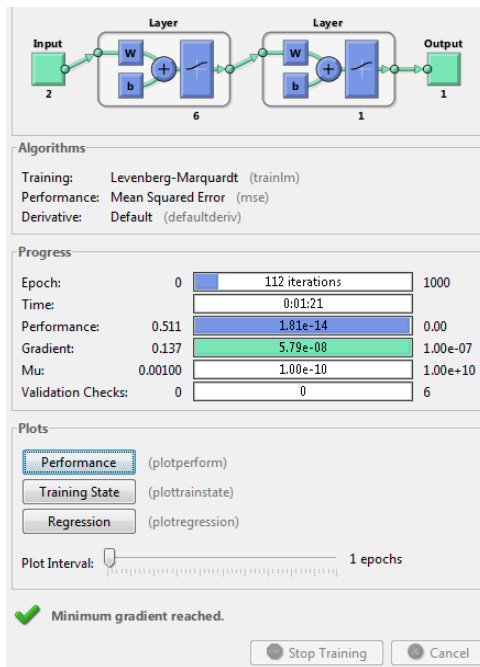 Layer Layer
Input Output
W W
b b
2 6 1 1
Algorithms
Training: Levenberg-Marquardt (trainlm)
Performance: Mean Squared Error (mse)
Derivative: Default (defaultderiv)
Progress
Epoch: 0 112 iterations 1000
Time: 0:01:21
Performance: 0.511 1.81e-14 0.00
Gradient: 0.137 5.79e-08 1.00e-07
Mu: 0.00100 1.00e-10 1.00e+10
Validation Checks: 0 0 6
Plots
Performance (plotperform)
Training State (plottrainstate)
Regression (plotregression)
Plot Interval: 1 epochs
Minimum gradient reached.
Stop Training Cancel